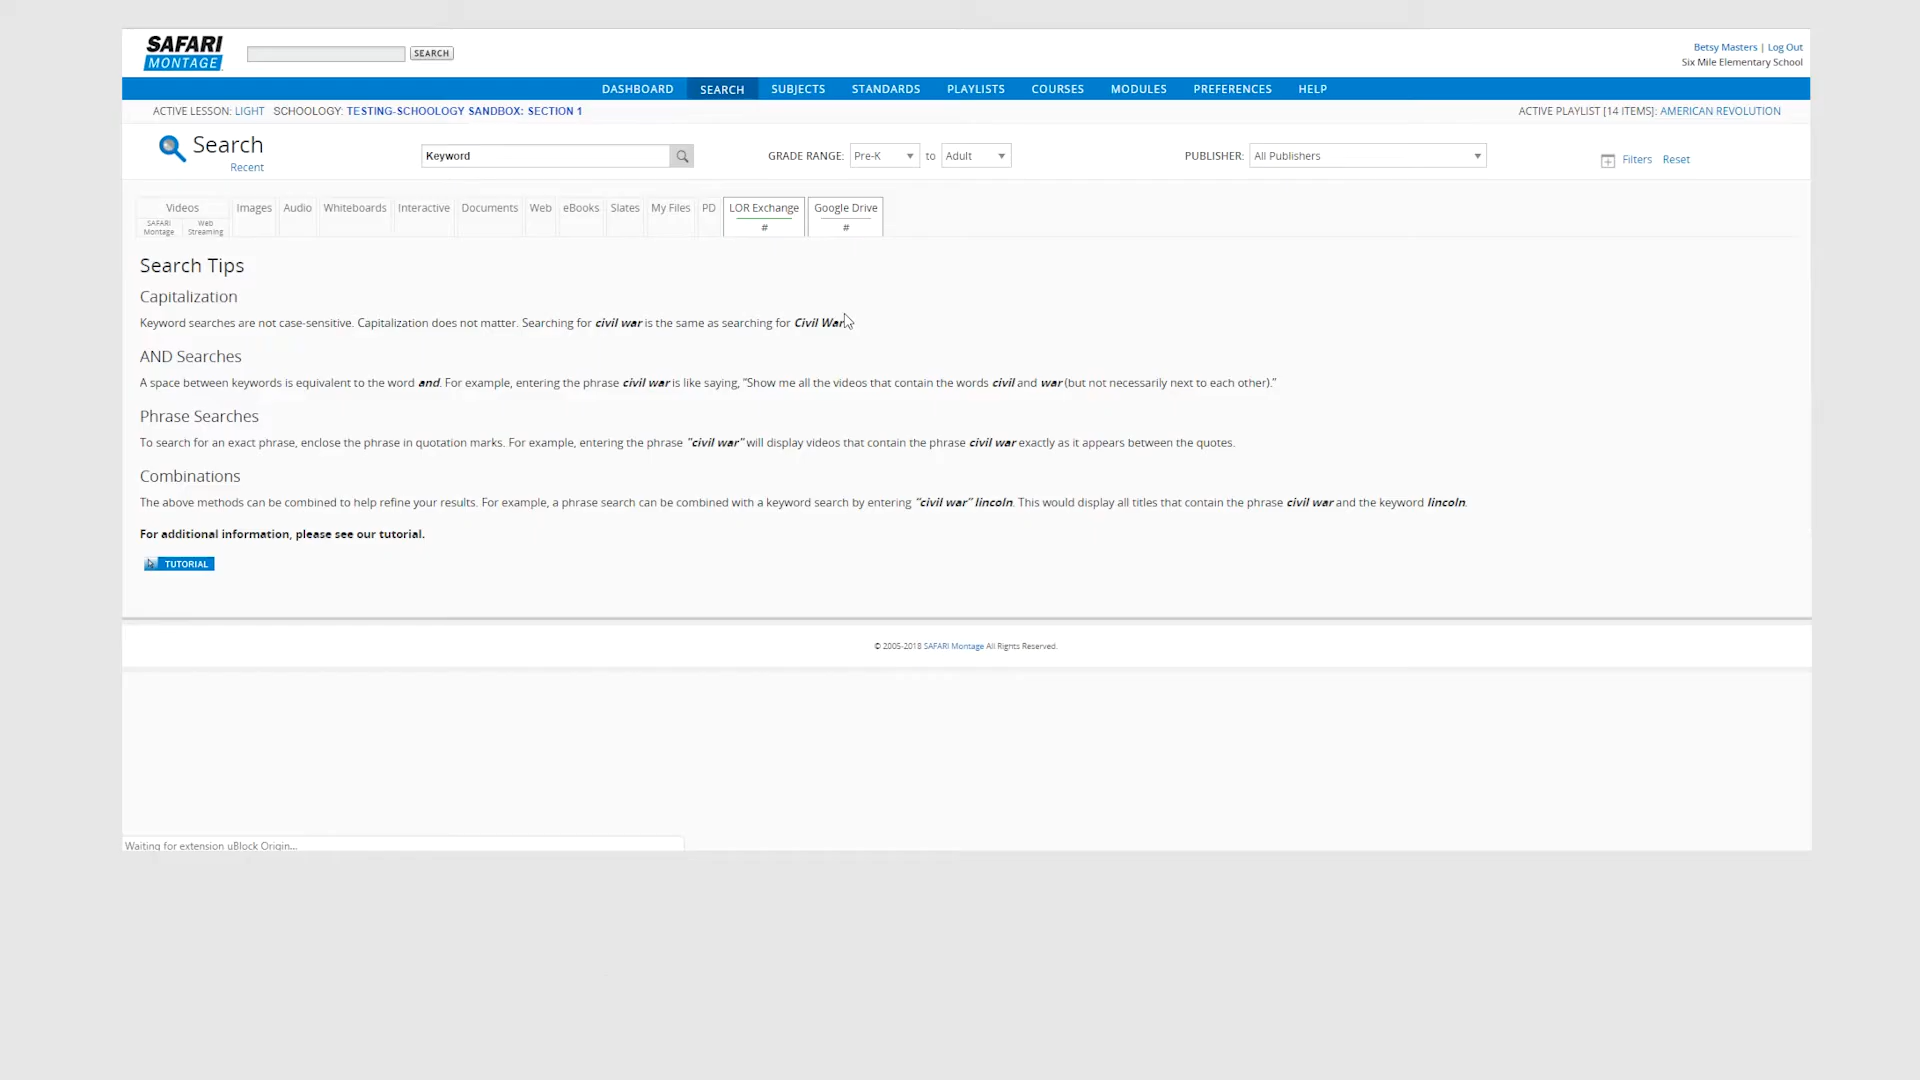 SAFARI
MONTAGE
SEARCH
Betsy Masters | Log Out
Six Mile Elementary School
DASHBOARD SEARCH SUBJECTS STANDARDS PLAYLISTS COURSES MODULES PREFERENCES HELP
ACTIVE LESSON: LIGHT SCHOOLOGY: TESTING-SCHOOLOGY SANDBOX: SECTION 1 ACTIVE PLAYLIST [14 ITEMS]: AMERICAN REVOLUTION
Search
Recent
Keyword GRADE RANGE: Pre-K to Adult PUBLISHER: All Publishers Filters Reset
Videos Images Audio Whiteboards Interactive Documents Web eBooks Slates My Files PD LOR Exchange Google Drive
SAFARI Montage Web Streaming # #
Search Tips
Capitalization
Keyword searches are not case-sensitive. Capitalization does not matter. Searching for civil war is the same as searching for Civil War.
AND Searches
A space between keywords is equivalent to the word and. For example, entering the phrase civil war is like saying, "Show me all the videos that contain the words civil and war (but not necessarily next to each other)."
Phrase Searches
To search for an exact phrase, enclose the phrase in quotation marks. For example, entering the phrase "civil war" will display videos that contain the phrase civil war exactly as it appears between the quotes.
Combinations
The above methods can be combined to help refine your results. For example, a phrase search can be combined with a keyword search by entering "civil war" lincoln. This would display all titles that contain the phrase civil war and the keyword lincoln.
For additional information, please see our tutorial.
TUTORIAL
© 2005-2018 SAFARI Montage All Rights Reserved.
Waiting for extension uBlock Origin...